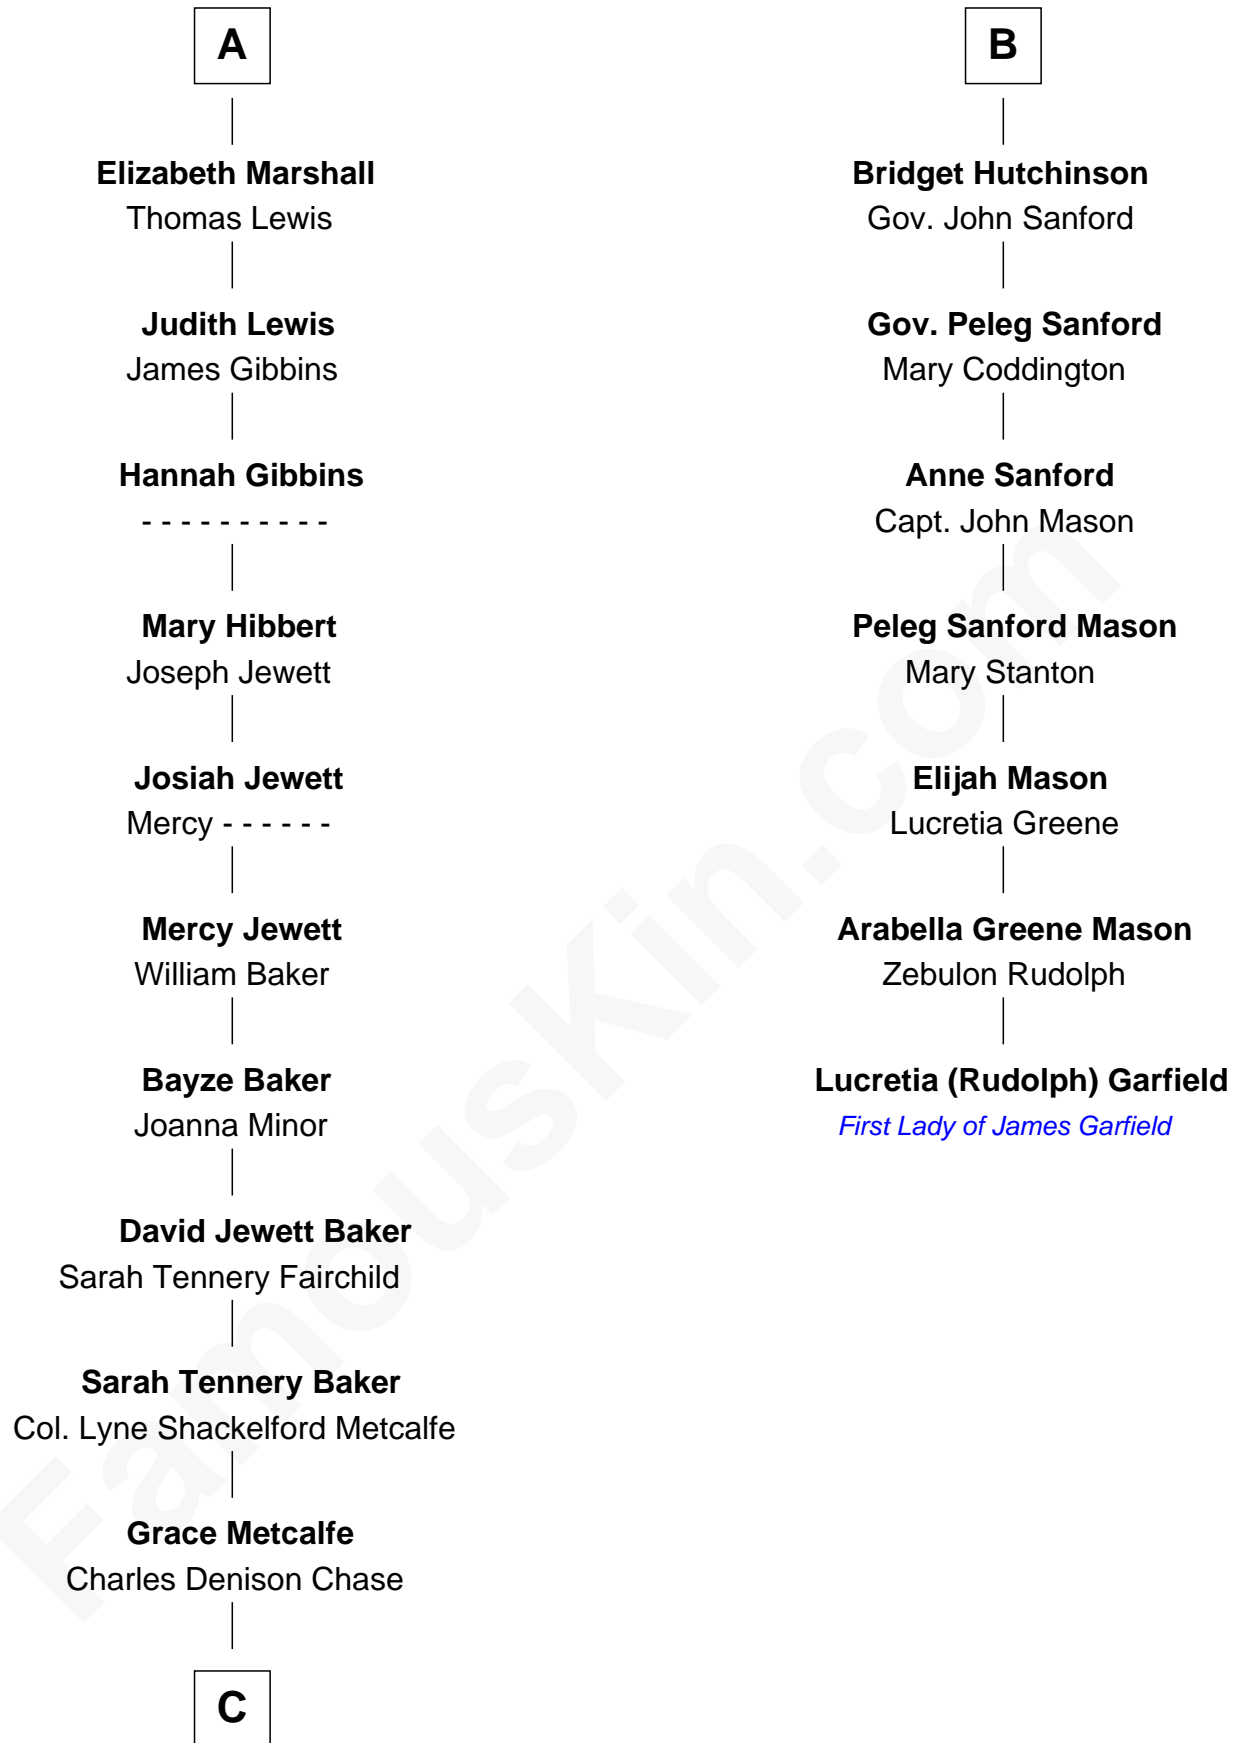 A
Elizabeth Marshall
Thomas Lewis
Judith Lewis
James Gibbins
Hannah Gibbins
- - - - - - - - - -
Mary Hibbert
Joseph Jewett
Josiah Jewett
Mercy - - - - - -
Mercy Jewett
William Baker
Bayze Baker
Joanna Minor
David Jewett Baker
Sarah Tennery Fairchild
Sarah Tennery Baker
Col. Lyne Shackelford Metcalfe
Grace Metcalfe
Charles Denison Chase
C
B
Bridget Hutchinson
Gov. John Sanford
Gov. Peleg Sanford
Mary Coddington
Anne Sanford
Capt. John Mason
Peleg Sanford Mason
Mary Stanton
Elijah Mason
Lucretia Greene
Arabella Greene Mason
Zebulon Rudolph
Lucretia (Rudolph) Garfield
First Lady of James Garfield
FamousKin.com